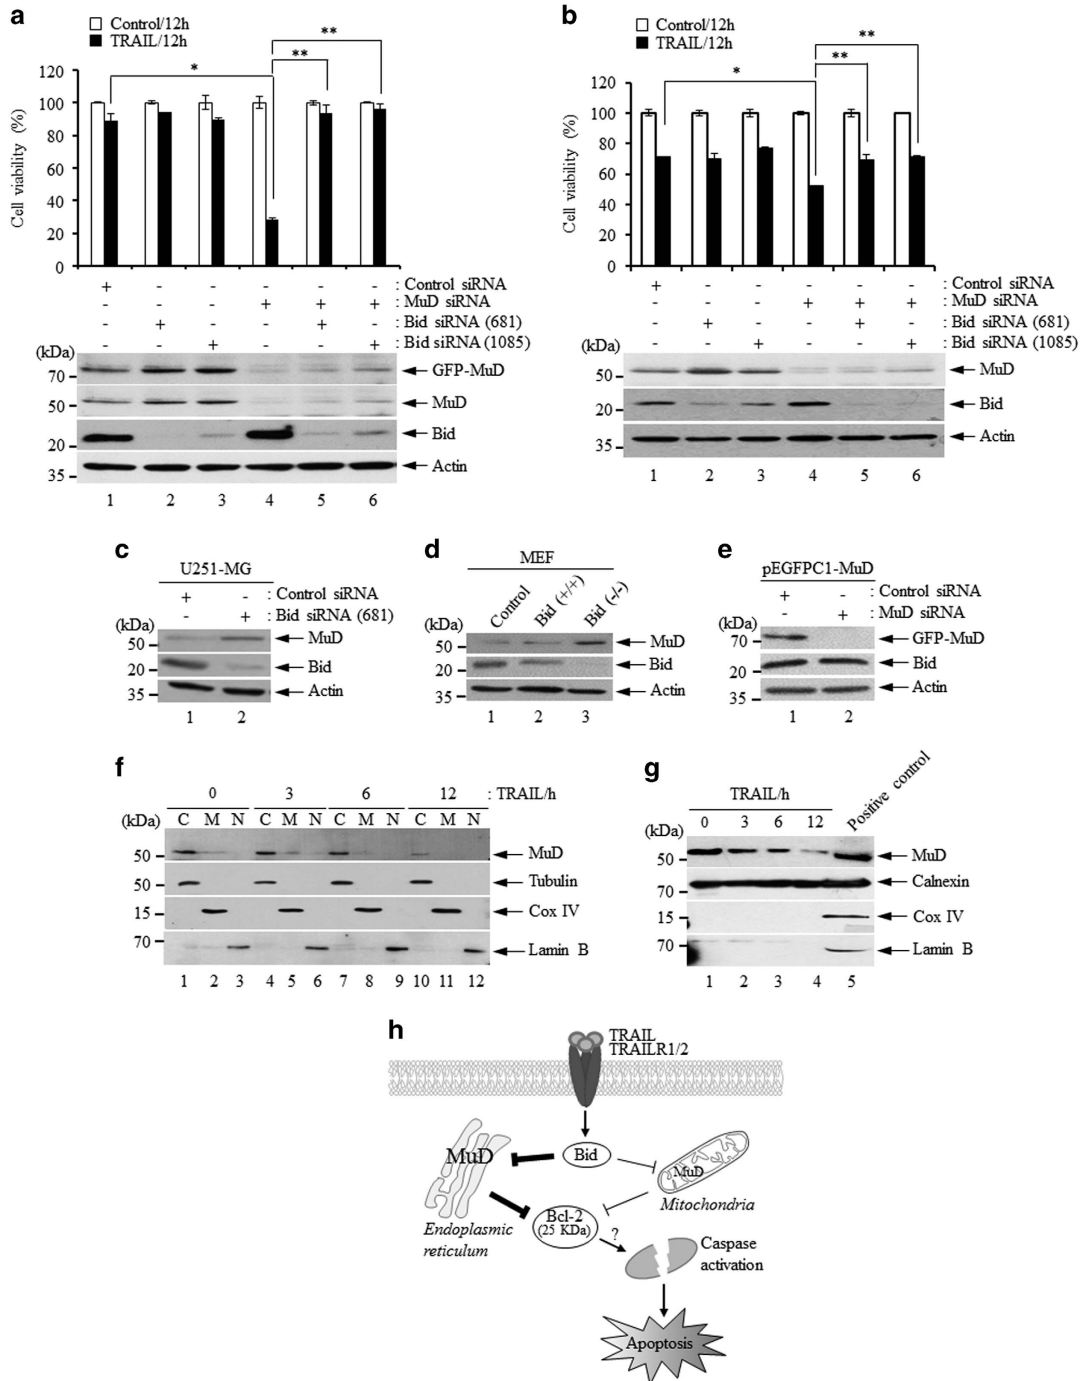 a
Control/12h
TRAIL/12h
**
**
*
120
100
80
60
40
20
0
Cell viability (%)
+ - - - - - : Control siRNA
- - - + + + : MuD siRNA
- + - - + - : Bid siRNA (681)
- - + - - + : Bid siRNA (1085)
(kDa)
70 GFP-MuD
50 MuD
20 Bid
35 Actin
1 2 3 4 5 6
b
Control/12h
TRAIL/12h
**
**
*
120
100
80
60
40
20
0
Cell viability (%)
+ - - - - - : Control siRNA
- - - + + + : MuD siRNA
- + - - + - : Bid siRNA (681)
- - + - - + : Bid siRNA (1085)
(kDa)
50 MuD
20 Bid
35 Actin
1 2 3 4 5 6
c
U251-MG
+ - : Control siRNA
- + : Bid siRNA (681)
(kDa)
50 MuD
20 Bid
35 Actin
1 2
d
MEF
Control Bid (+/+) Bid (-/-)
(kDa)
50 MuD
20 Bid
35 Actin
1 2 3
e
pEGFPC1-MuD
+ - : Control siRNA
- + : MuD siRNA
(kDa)
70 GFP-MuD
20 Bid
35 Actin
1 2
f
0 3 6 12 : TRAIL/h
(kDa) C M N C M N C M N C M N
50 MuD
50 Tubulin
15 Cox IV
70 Lamin B
1 2 3 4 5 6 7 8 9 10 11 12
g
TRAIL/h
Positive control
(kDa) 0 3 6 12
50 MuD
70 Calnexin
15 Cox IV
70 Lamin B
1 2 3 4 5
h
TRAIL
TRAILR1/2
MuD
Bid
MuD
Mitochondria
Endoplasmic
reticulum
Bcl-2
(25 KDa)
?
Caspase
activation
Apoptosis